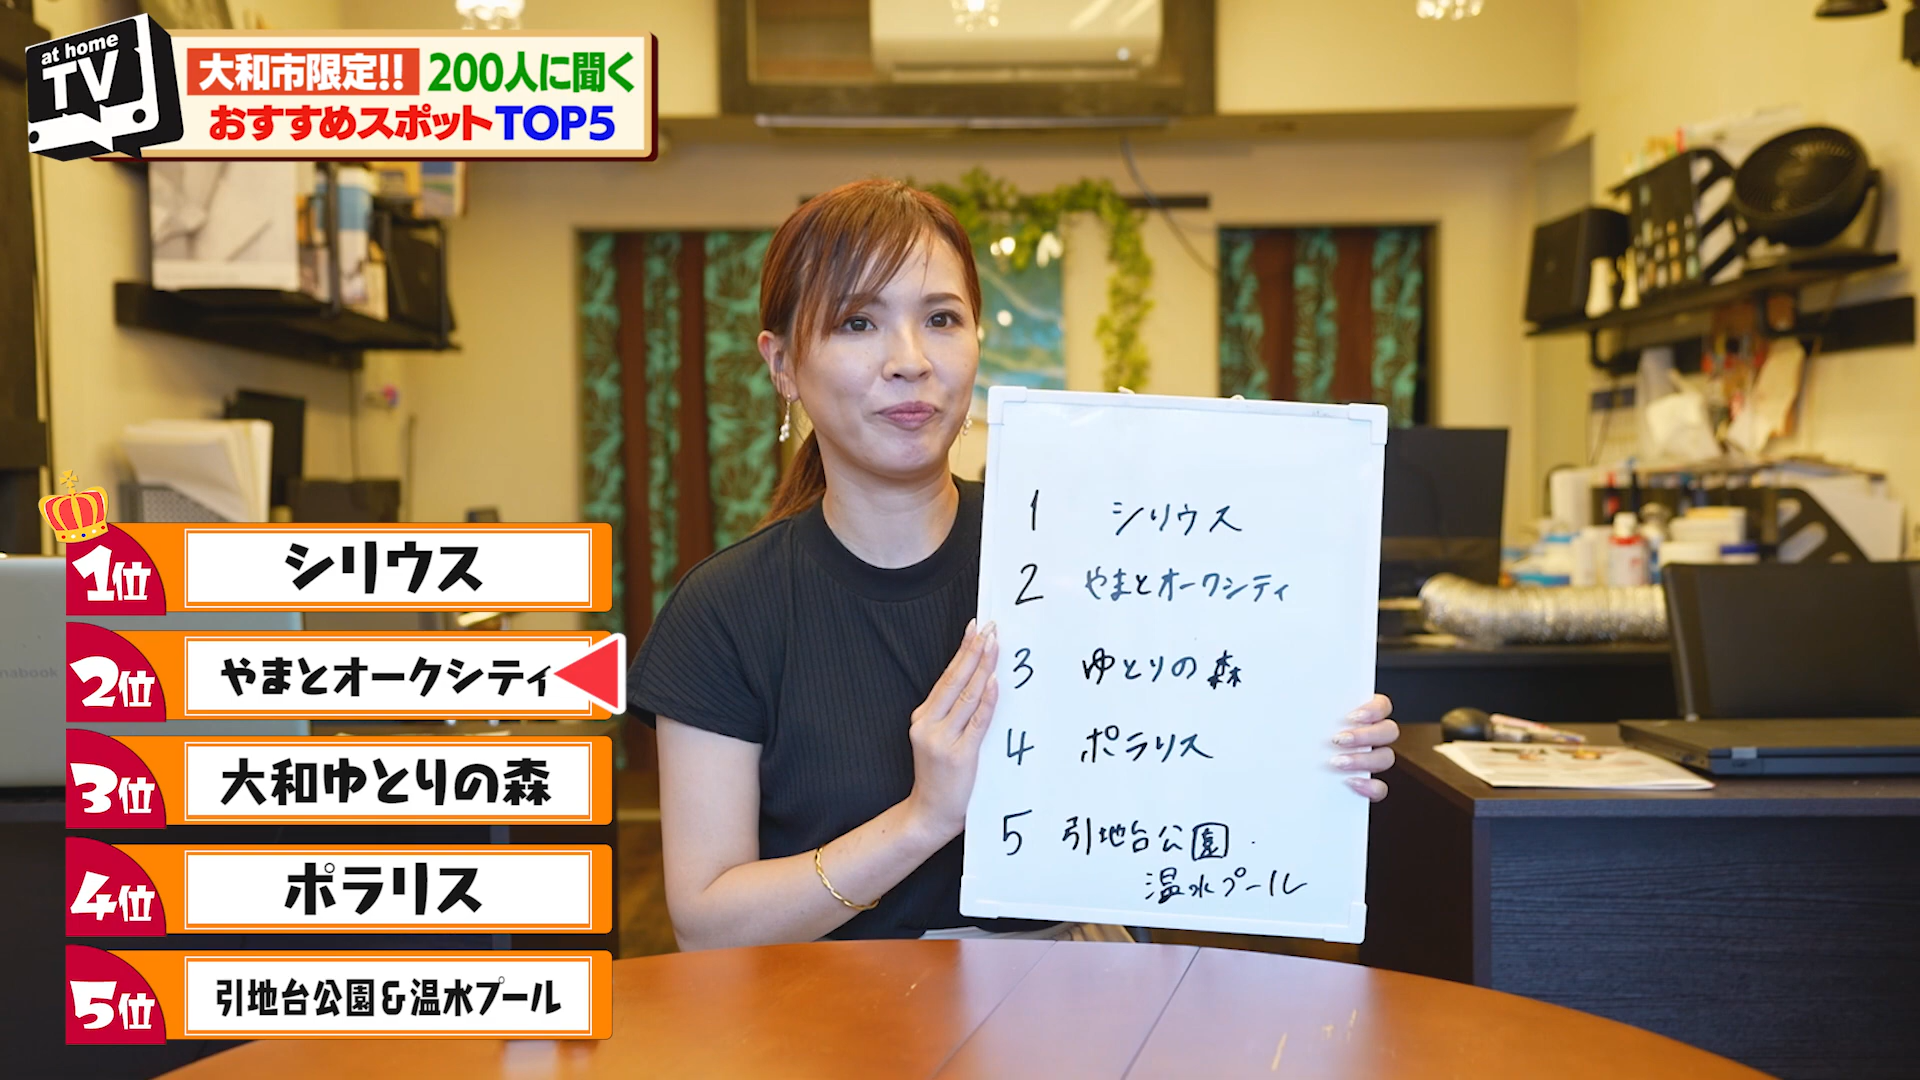 at home
TV
大和市限定!! 200人に聞く
おすすめスポットTOP5
1位 シリウス
2位 やまとオークシティ
3位 大和ゆとりの森
4位 ポラリス
5位 引地台公園&温水プール
1 シリウス
2 やまとオークシティ
3 ゆとりの森
4 ポラリス
5 引地台公園・
温水プール
nabook